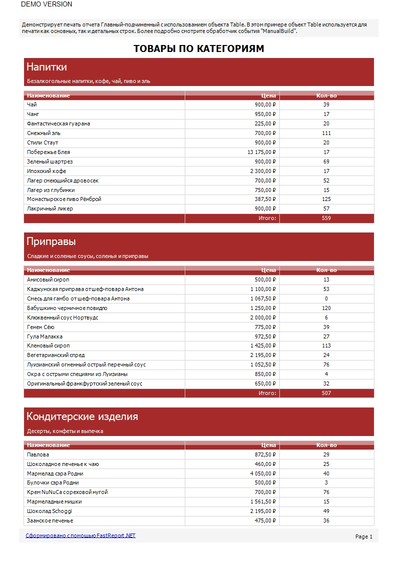 DEMO VERSION
Демонстрирует печать отчета Главный-подчиненный с использованием объекта Table. В этом примере объект Table используется для
печати как основных, так и детальных строк. Более подробно смотрите обработчик события "ManualBuild".
ТОВАРЫ ПО КАТЕГОРИЯМ
Напитки
Безалкогольные напитки, кофе, чай, пиво и эль
Наименование Цена Кол-во
Чай 900,00 ₽ 39
Чанг 950,00 ₽ 17
Фантастическая гуарана 225,00 ₽ 20
Снежный эль 700,00 ₽ 111
Стили Стаут 900,00 ₽ 20
Побережье Блея 13 175,00 ₽ 17
Зеленый шартрез 900,00 ₽ 69
Ипохский кофе 2 300,00 ₽ 17
Лагер смеющийся дровосек 700,00 ₽ 52
Лагер из глубинки 750,00 ₽ 15
Монастырское пиво Рёнброй 387,50 ₽ 125
Лакричный ликер 900,00 ₽ 57
Итого: 559
Приправы
Сладкие и соленые соусы, соленья и приправы
Наименование Цена Кол-во
Анисовый сироп 500,00 ₽ 13
Каджунская приправа от шеф-повара Антона 1 100,00 ₽ 53
Смесь для гамбо от шеф-повара Антона 1 067,50 ₽ 0
Бабушкино черничное повидло 1 250,00 ₽ 120
Клюквенный соус Нортвудс 2 000,00 ₽ 6
Генен Сёю 775,00 ₽ 39
Гула Малакка 972,50 ₽ 27
Кленовый сироп 1 425,00 ₽ 113
Вегетарианский спред 2 195,00 ₽ 24
Луизианский огненный острый перечный соус 1 052,50 ₽ 76
Окра с острыми специями из Луизианы 850,00 ₽ 4
Оригинальный франкфуртский зеленый соус 650,00 ₽ 32
Итого: 507
Кондитерские изделия
Десерты, конфеты и выпечка
Наименование Цена Кол-во
Павлова 872,50 ₽ 29
Шоколадное печенье к чаю 460,00 ₽ 25
Мармелад сэра Родни 4 050,00 ₽ 40
Булочки сэра Родни 500,00 ₽ 3
Крем NuNuCa с ореховой нугой 700,00 ₽ 76
Мармеладные мишки 1 561,50 ₽ 15
Шоколад Schoggi 2 195,00 ₽ 49
Заанское печенье 475,00 ₽ 36
Сформировано с помощью FastReport .NET Page 1